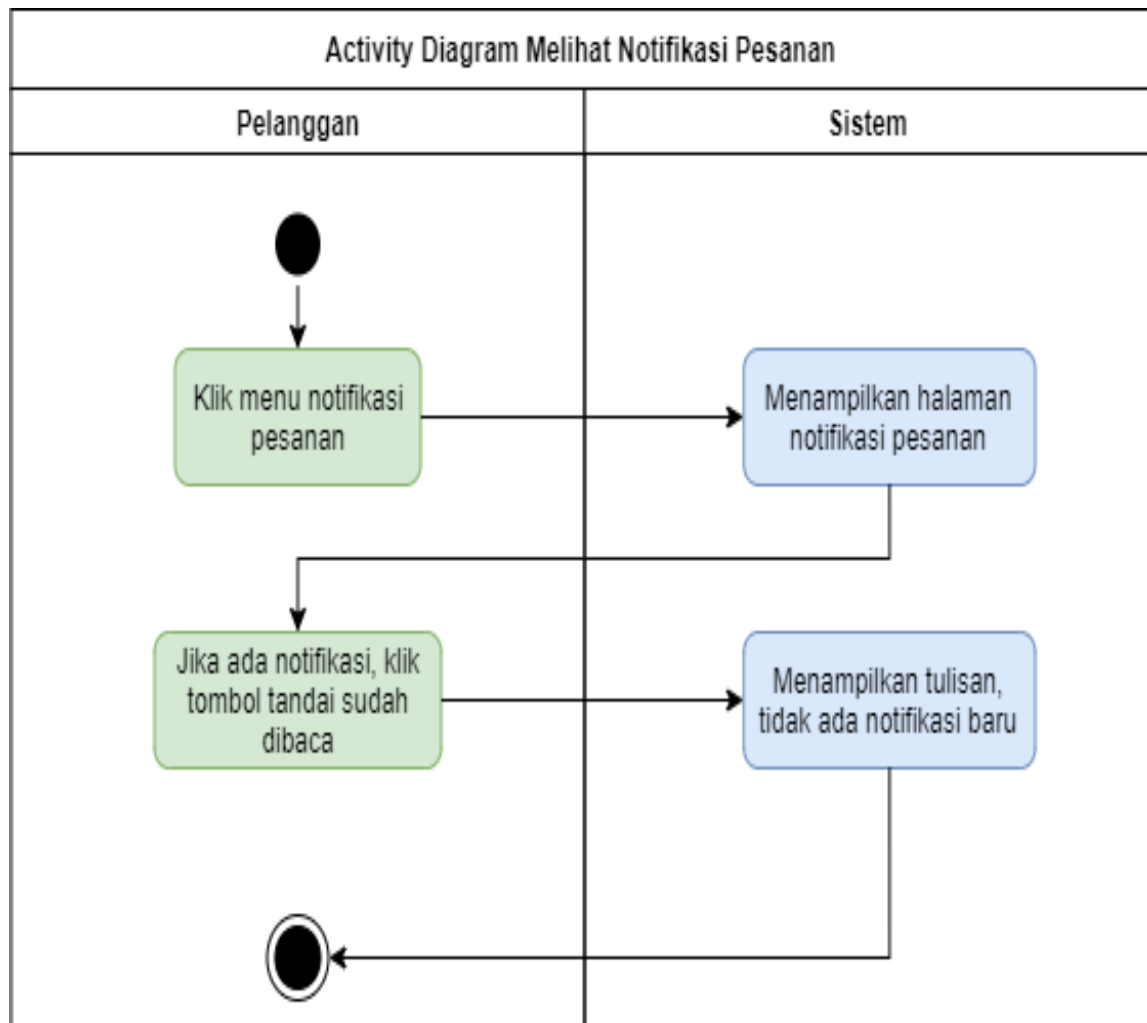 Activity Diagram Melihat Notifikasi Pesanan
Pelanggan
Sistem
Klik menu notifikasi
pesanan
Menampilkan halaman
notifikasi pesanan
Jika ada notifikasi, klik
tombol tandai sudah
dibaca
Menampilkan tulisan,
tidak ada notifikasi baru